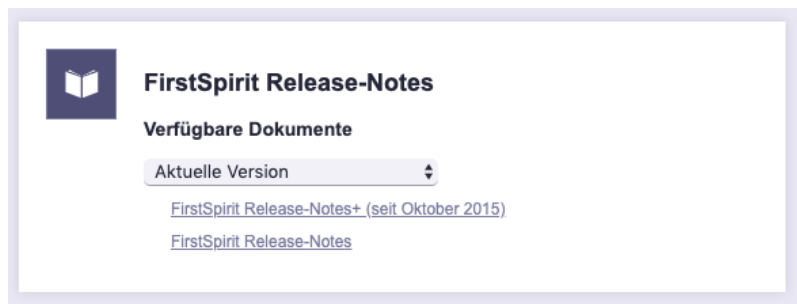 FirstSpirit Release-Notes
Verfügbare Dokumente
Aktuelle Version
FirstSpirit Release-Notes+ (seit Oktober 2015)
FirstSpirit Release-Notes